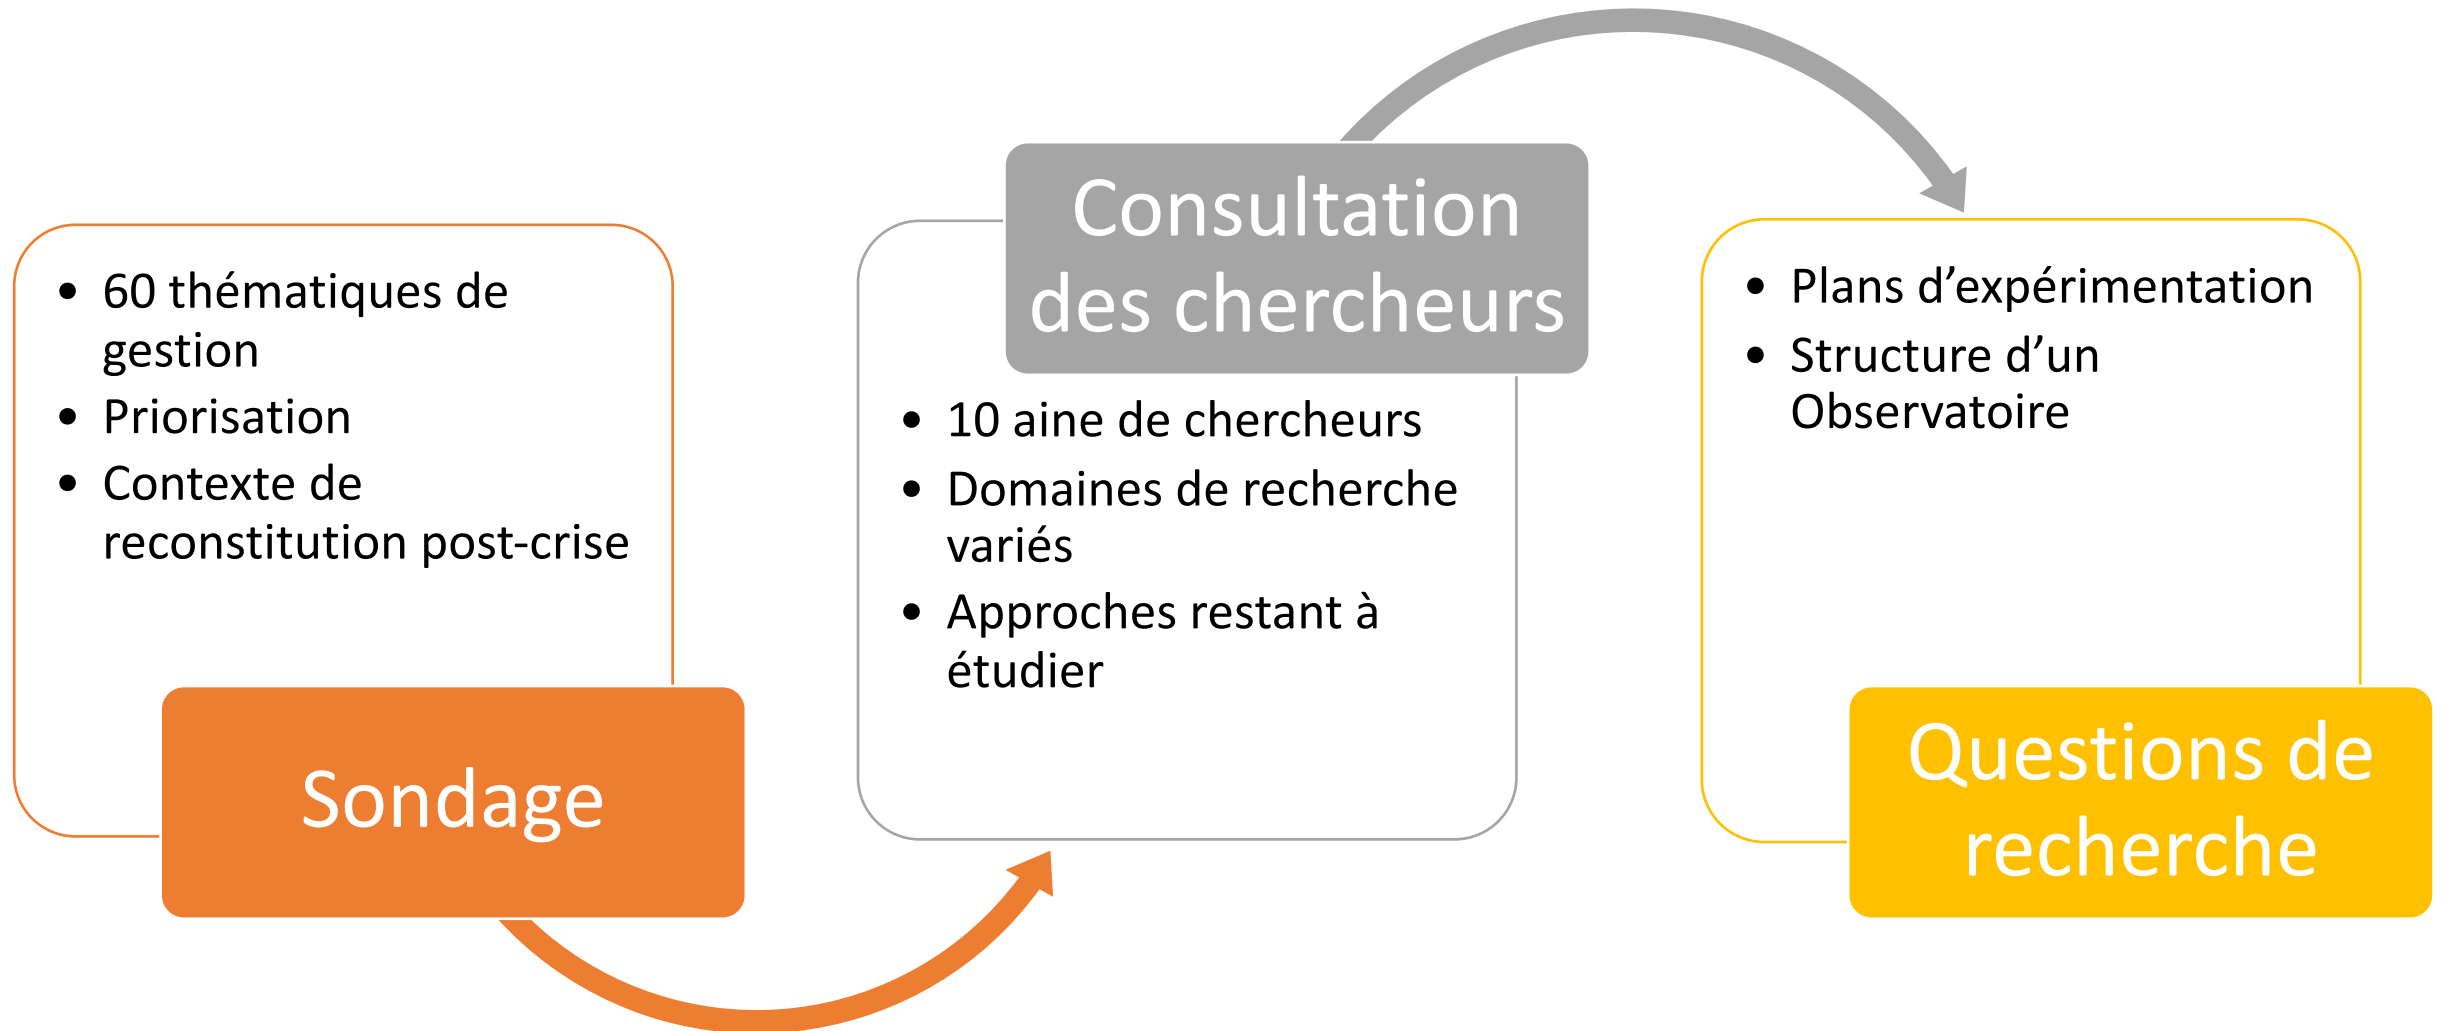 • 60 thématiques de
gestion
• Priorisation
• Contexte de
reconstitution post-crise
Sondage
Consultation
des chercheurs
• 10 aine de chercheurs
• Domaines de recherche
variés
• Approches restant à
étudier
• Plans d’expérimentation
• Structure d’un
Observatoire
Questions de
recherche